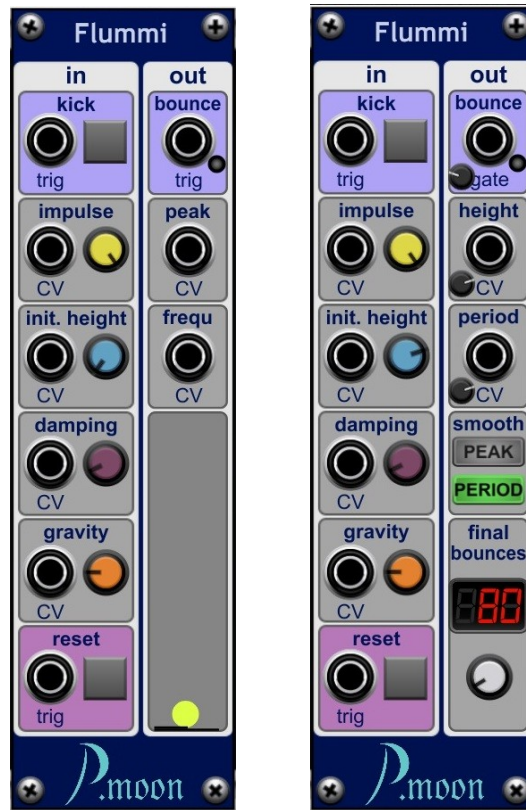 Flummi
in
out
kick
bounce
trig
trig
impulse
peak
CV
CV
init. height
frequ
CV
CV
damping
CV
gravity
CV
reset
trig
P.moon
Flummi
in
out
kick
bounce
trig
gate
impulse
height
CV
CV
init. height
period
CV
CV
damping
smooth
PEAK
CV
PERIOD
gravity
final
bounces
80
CV
reset
trig
P.moon